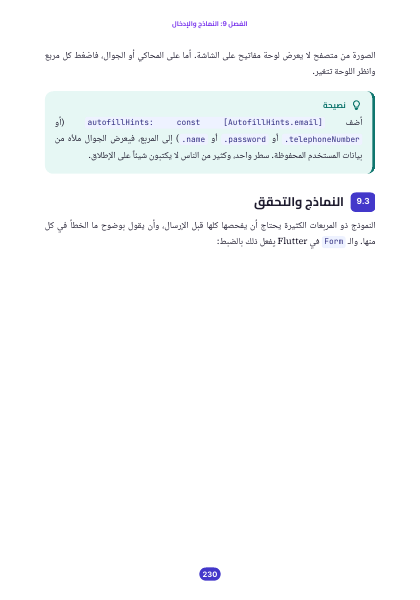 الفصل 9: النماذج والإدخال
الصورة من متصفح لا يعرض لوحة مفاتيح على الشاشة. أما على المحاكي أو الجوال، فاضغط كل مربع
وانظر اللوحة تتغير.
نصيحة
أضف autofillHints: const [AutofillHints.email] (أو
.telephoneNumber أو .password أو .name) إلى المربع، فيعرض الجوال ملأه من
بيانات المستخدم المحفوظة. سطر واحد، وكثير من الناس لا يكتبون شيئاً على الإطلاق.
9.3 النماذج والتحقق
النموذج ذو المربعات الكثيرة يحتاج أن يفحصها كلها قبل الإرسال، وأن يقول بوضوح ما الخطأ في كل
منها. والـ Form في Flutter يفعل ذلك بالضبط:
230